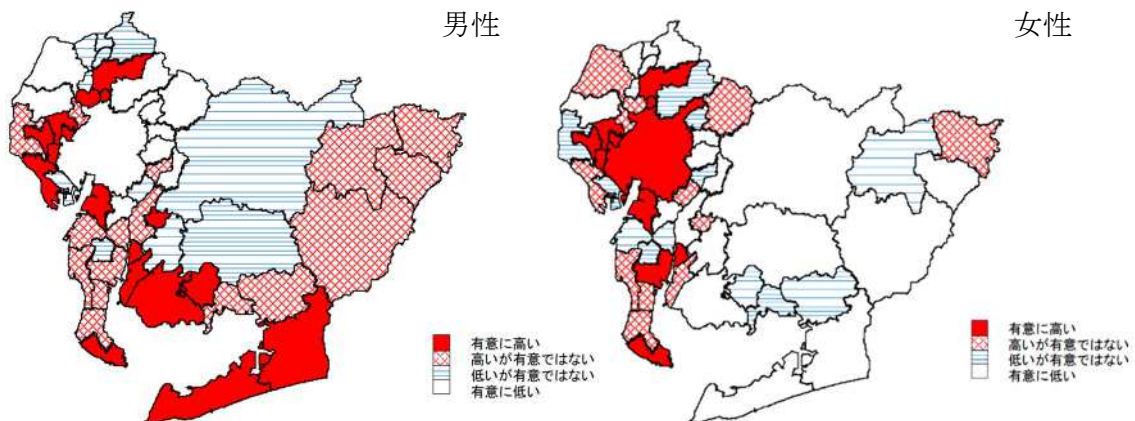 男性
女性
有意に高い
高いが有意ではない
低いが有意ではない
有意に低い
有意に高い
高いが有意ではない
低いが有意ではない
有意に低い